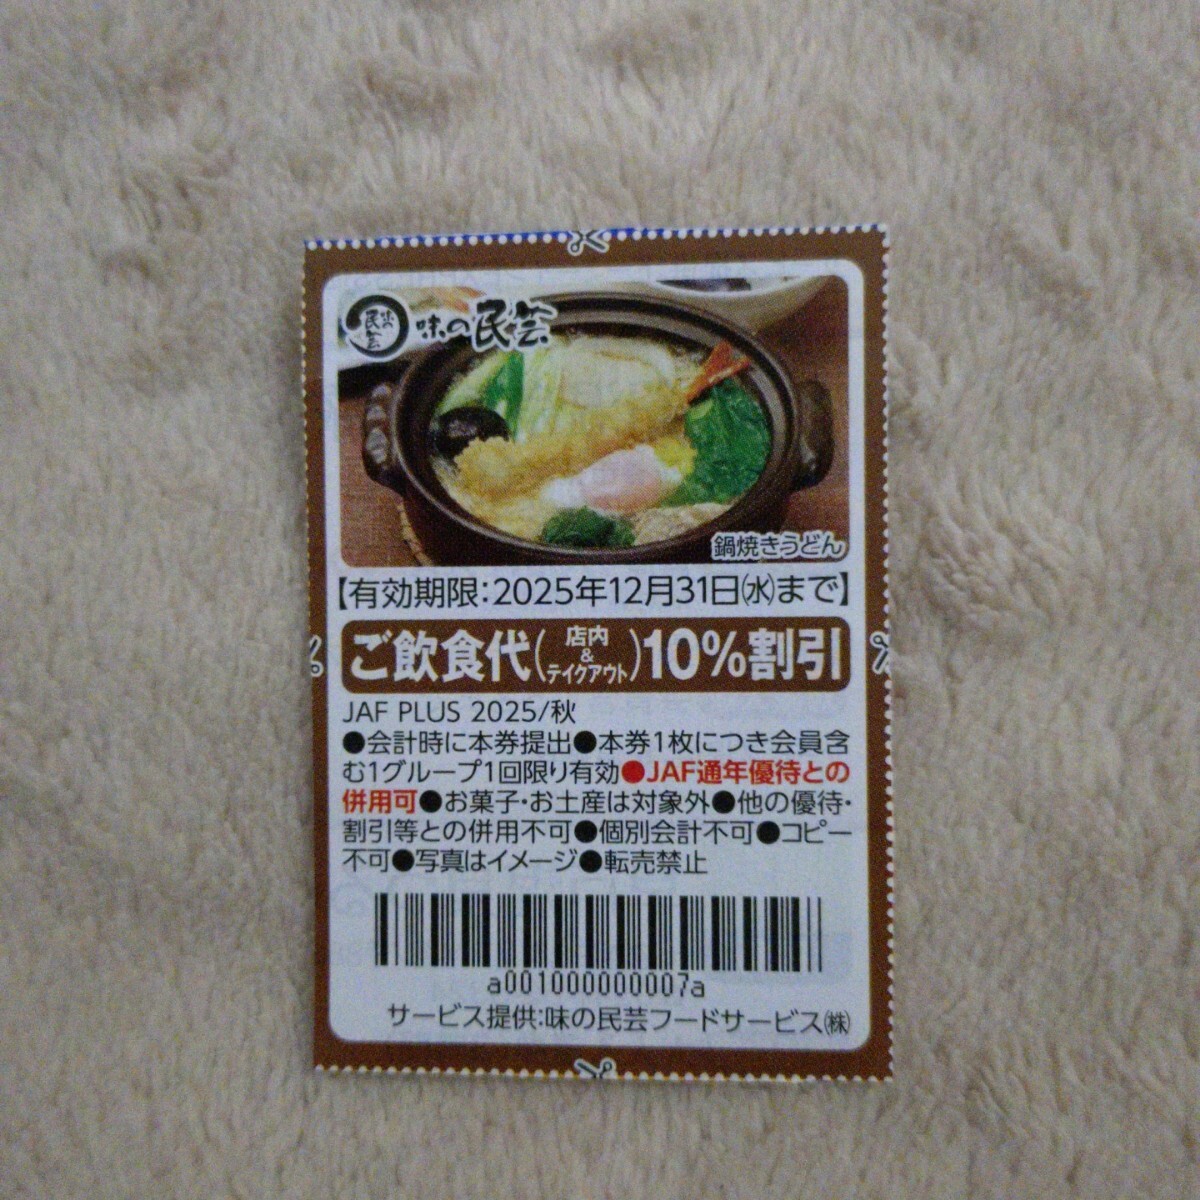 味の民芸
味の民芸
鍋焼きうどん
【有効期限:2025年12月31日㈬まで】
ご飲食代(店内&テイクアウト)10%割引
JAF PLUS 2025/秋
●会計時に本券提出●本券1枚につき会員含
む1グループ1回限り有効●JAF通年優待との
併用可●お菓子・お土産は対象外●他の優待・
割引等との併用不可●個別会計不可●コピー
不可●写真はイメージ●転売禁止
a001000000007a
サービス提供:味の民芸フードサービス㈱